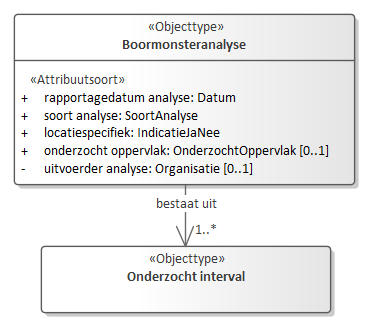 «Objecttype»
Boormonsteranalyse
«Attribuutsoort»
+ rapportagedatum analyse: Datum
+ soort analyse: SoortAnalyse
+ locatiespecifiek: IndicatieJaNee
+ onderzocht oppervlak: OnderzochtOppervlak [0..1]
- uitvoerder analyse: Organisatie [0..1]
bestaat uit
1..*
«Objecttype»
Onderzocht interval